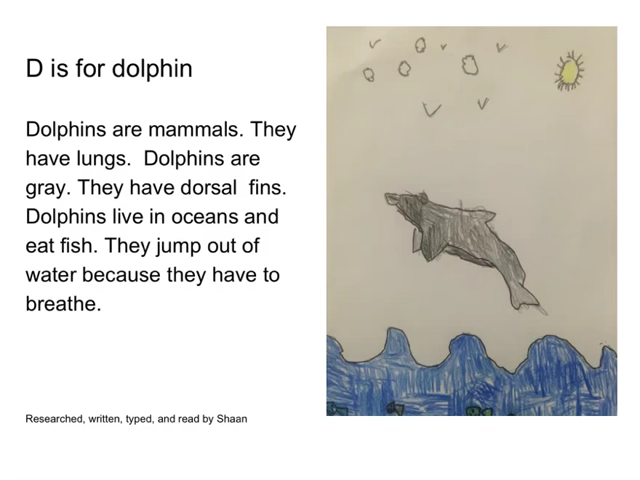 D is for dolphin
Dolphins are mammals. They
have lungs.  Dolphins are
gray. They have dorsal  fins.
Dolphins live in oceans and
eat fish. They jump out of
water because they have to
breathe.
Researched, written, typed, and read by Shaan